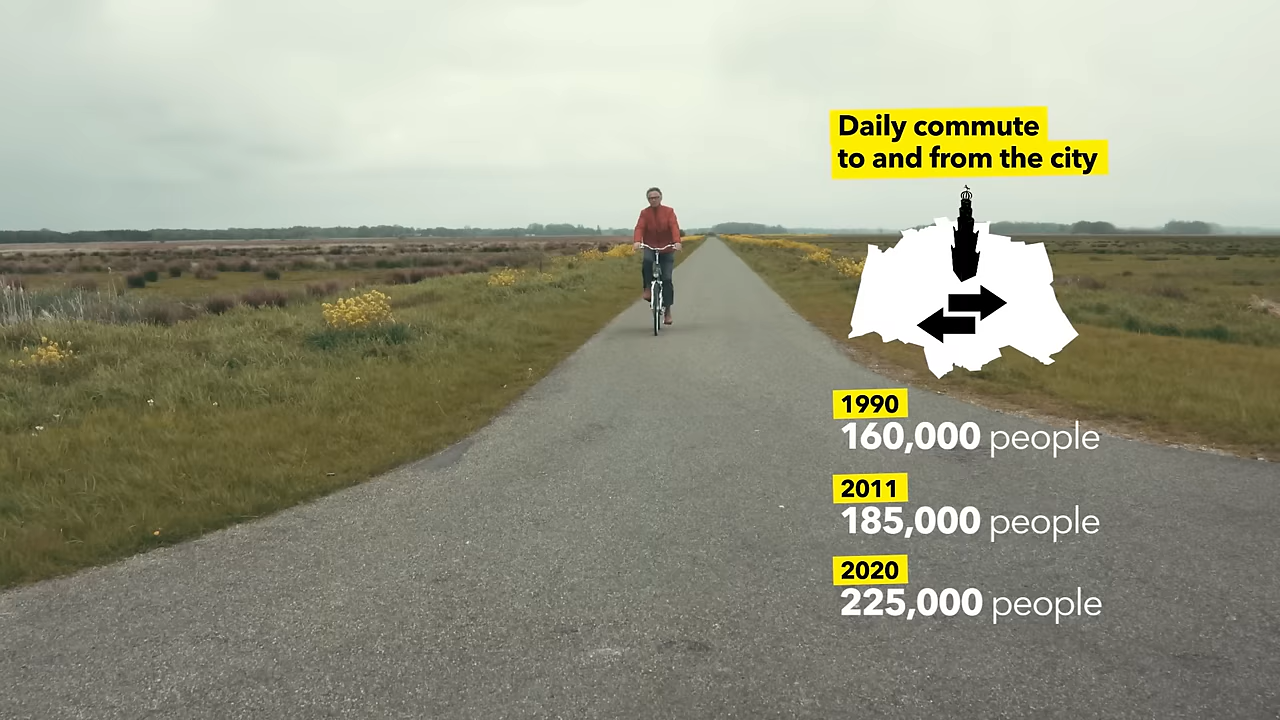 Daily commute
to and from the city
1990
160,000 people
2011
185,000 people
2020
225,000 people